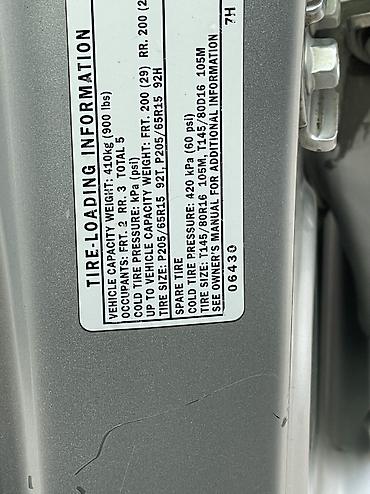 TIRE-LOADING INFORMATION
VEHICLE CAPACITY WEIGHT: 410kg (900 lbs)
OCCUPANTS: FRT. 2 RR. 3 TOTAL 5
COLD TIRE PRESSURE: kPa (psi)
UP TO VEHICLE CAPACITY WEIGHT: FRT. 200 (29) RR. 200 (2
TIRE SIZE: P205/65R15 92T, P205/65R15 92H
SPARE TIRE
COLD TIRE PRESSURE: 420 kPa (60 psi)
TIRE SIZE: T145/80R16 105M, T145/80D16 105M
SEE OWNER'S MANUAL FOR ADDITIONAL INFORMATION
06430 7H